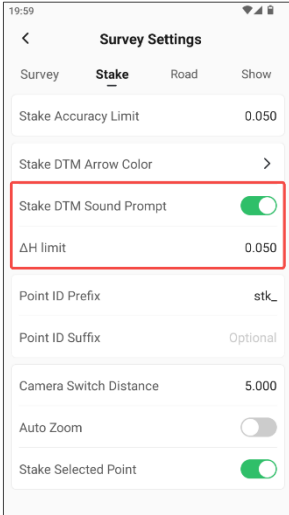 19:59
Survey Settings
Survey Stake Road Show
Stake Accuracy Limit 0.050
Stake DTM Arrow Color
Stake DTM Sound Prompt
ΔH limit 0.050
Point ID Prefix stk_
Point ID Suffix Optional
Camera Switch Distance 5.000
Auto Zoom
Stake Selected Point